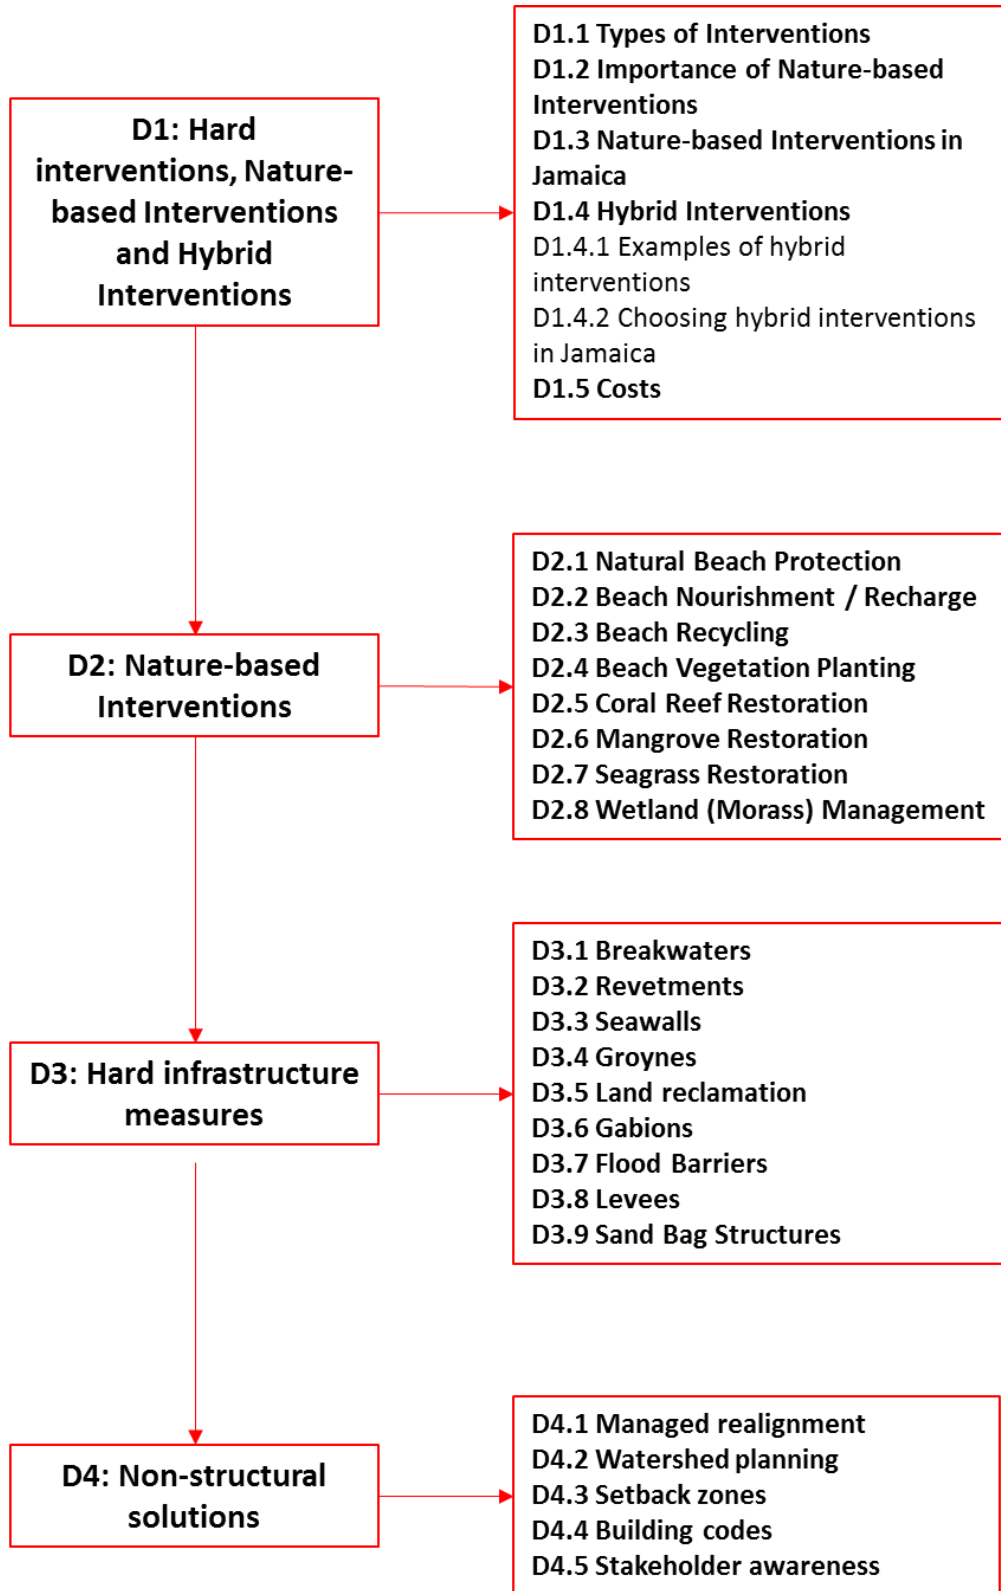 D1: Hard
interventions, Nature-
based Interventions
and Hybrid
Interventions
D1.1 Types of Interventions
D1.2 Importance of Nature-based
Interventions
D1.3 Nature-based Interventions in
Jamaica
D1.4 Hybrid Interventions
D1.4.1 Examples of hybrid
interventions
D1.4.2 Choosing hybrid interventions
in Jamaica
D1.5 Costs
D2: Nature-based
Interventions
D2.1 Natural Beach Protection
D2.2 Beach Nourishment / Recharge
D2.3 Beach Recycling
D2.4 Beach Vegetation Planting
D2.5 Coral Reef Restoration
D2.6 Mangrove Restoration
D2.7 Seagrass Restoration
D2.8 Wetland (Morass) Management
D3: Hard infrastructure
measures
D3.1 Breakwaters
D3.2 Revetments
D3.3 Seawalls
D3.4 Groynes
D3.5 Land reclamation
D3.6 Gabions
D3.7 Flood Barriers
D3.8 Levees
D3.9 Sand Bag Structures
D4: Non-structural
solutions
D4.1 Managed realignment
D4.2 Watershed planning
D4.3 Setback zones
D4.4 Building codes
D4.5 Stakeholder awareness